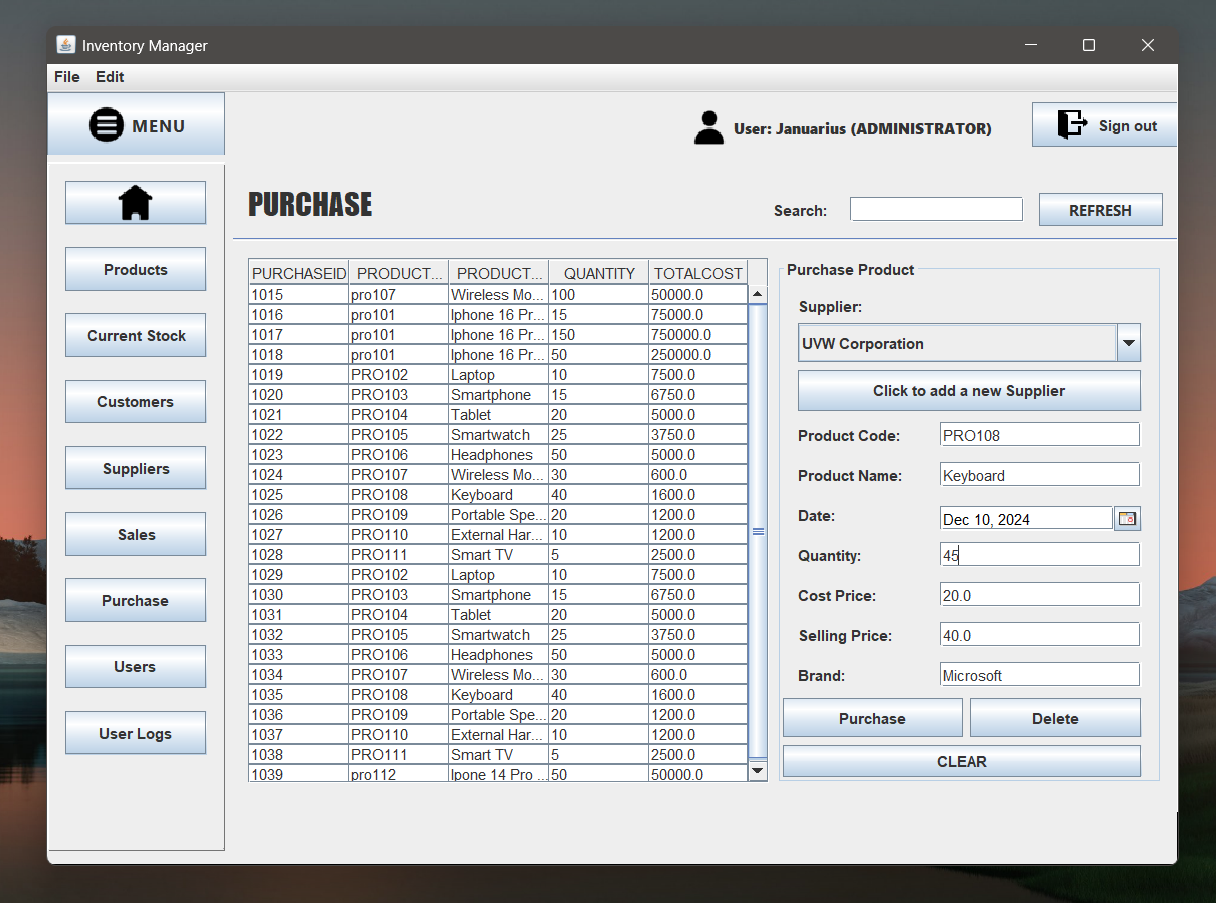 Inventory Manager
File Edit
MENU
User: Januarius (ADMINISTRATOR)
Sign out
Products
Current Stock
Customers
Suppliers
Sales
Purchase
Users
User Logs
PURCHASE
Search:
REFRESH
PURCHASEID PRODUCT... PRODUCT... QUANTITY TOTALCOST
1015 pro107 Wireless Mo... 100 50000.0
1016 pro101 Iphone 16 Pr... 15 75000.0
1017 pro101 Iphone 16 Pr... 150 750000.0
1018 pro101 Iphone 16 Pr... 50 250000.0
1019 PRO102 Laptop 10 7500.0
1020 PRO103 Smartphone 15 6750.0
1021 PRO104 Tablet 20 5000.0
1022 PRO105 Smartwatch 25 3750.0
1023 PRO106 Headphones 50 5000.0
1024 PRO107 Wireless Mo... 30 600.0
1025 PRO108 Keyboard 40 1600.0
1026 PRO109 Portable Spe... 20 1200.0
1027 PRO110 External Har... 10 1200.0
1028 PRO111 Smart TV 5 2500.0
1029 PRO102 Laptop 10 7500.0
1030 PRO103 Smartphone 15 6750.0
1031 PRO104 Tablet 20 5000.0
1032 PRO105 Smartwatch 25 3750.0
1033 PRO106 Headphones 50 5000.0
1034 PRO107 Wireless Mo... 30 600.0
1035 PRO108 Keyboard 40 1600.0
1036 PRO109 Portable Spe... 20 1200.0
1037 PRO110 External Har... 10 1200.0
1038 PRO111 Smart TV 5 2500.0
1039 pro112 Ipone 14 Pro ... 50 50000.0
Purchase Product
Supplier:
UVW Corporation
Click to add a new Supplier
Product Code: PRO108
Product Name: Keyboard
Date: Dec 10, 2024
Quantity: 45
Cost Price: 20.0
Selling Price: 40.0
Brand: Microsoft
Purchase Delete
CLEAR